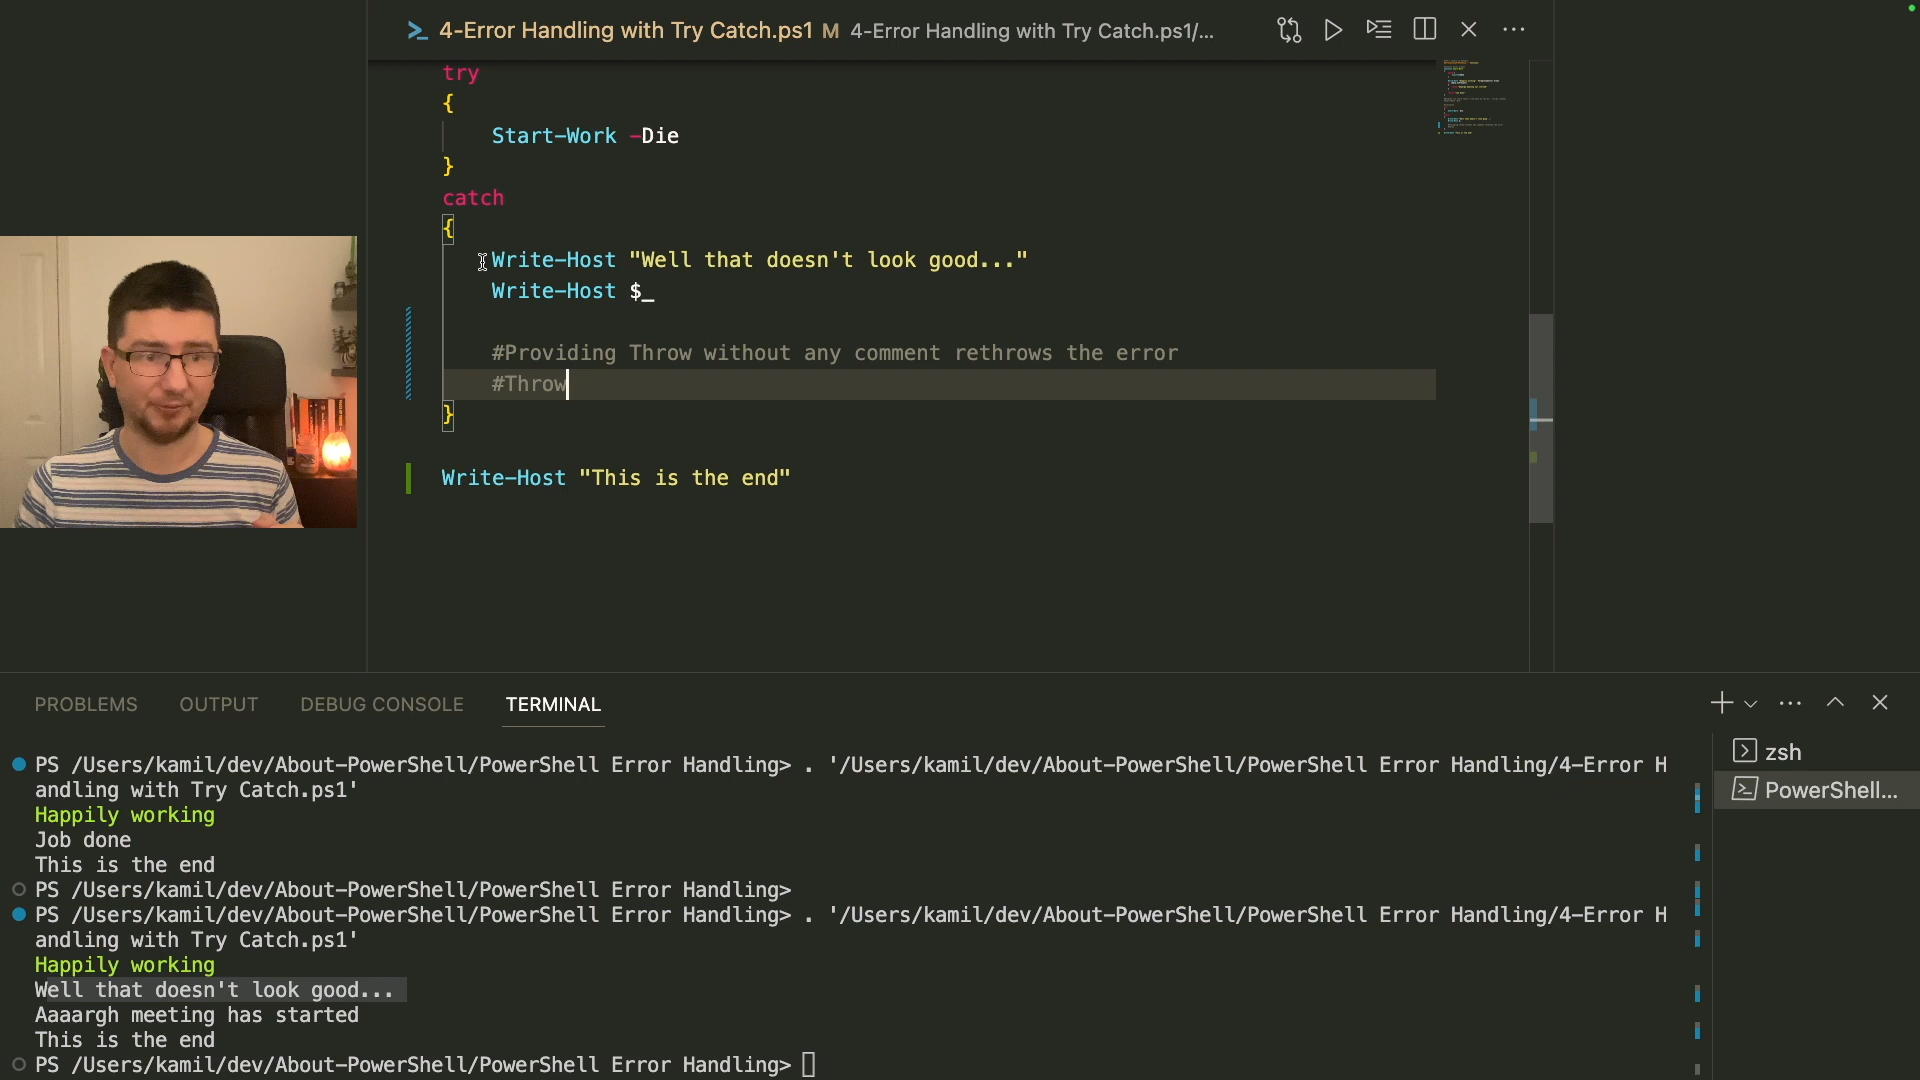 4-Error Handling with Try Catch.ps1 M 4-Error Handling with Try Catch.ps1/...
try
{
Start-Work -Die
}
catch
{
Write-Host "Well that doesn't look good..."
Write-Host $_
#Providing Throw without any comment rethrows the error
#Throw
}
Write-Host "This is the end"
PROBLEMS OUTPUT DEBUG CONSOLE TERMINAL
zsh
PowerShell...
PS /Users/kamil/dev/About-PowerShell/PowerShell Error Handling> . '/Users/kamil/dev/About-PowerShell/PowerShell Error Handling/4-Error H
andling with Try Catch.ps1'
Happily working
Job done
This is the end
PS /Users/kamil/dev/About-PowerShell/PowerShell Error Handling>
PS /Users/kamil/dev/About-PowerShell/PowerShell Error Handling> . '/Users/kamil/dev/About-PowerShell/PowerShell Error Handling/4-Error H
andling with Try Catch.ps1'
Happily working
Well that doesn't look good...
Aaaargh meeting has started
This is the end
PS /Users/kamil/dev/About-PowerShell/PowerShell Error Handling>